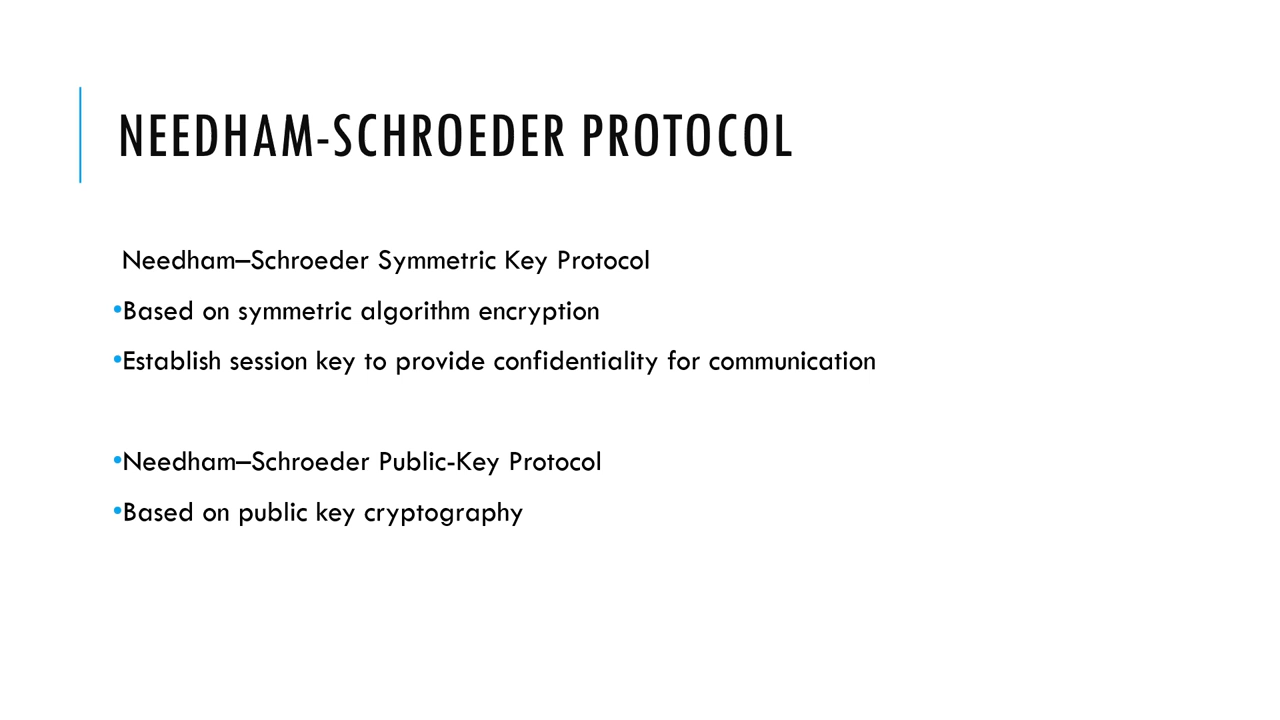 NEEDHAM-SCHROEDER PROTOCOL
Needham–Schroeder Symmetric Key Protocol
•Based on symmetric algorithm encryption
•Establish session key to provide confidentiality for communication
•Needham–Schroeder Public-Key Protocol
•Based on public key cryptography